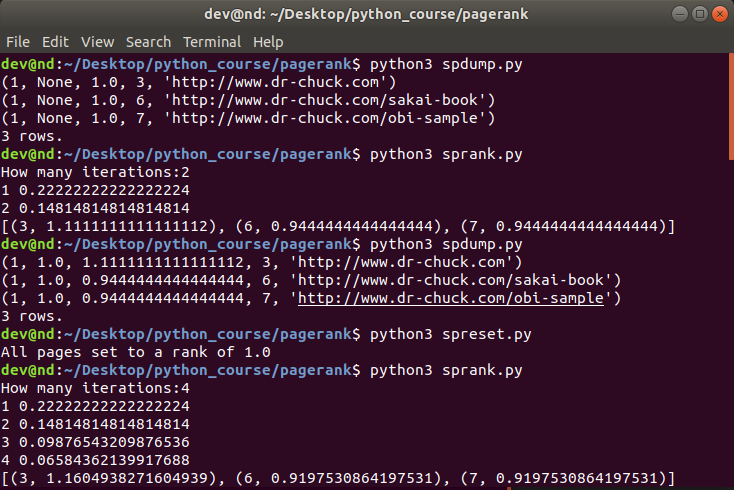 dev@nd: ~/Desktop/python_course/pagerank
File Edit View Search Terminal Help
dev@nd:~/Desktop/python_course/pagerank$ python3 spdump.py
(1, None, 1.0, 3, 'http://www.dr-chuck.com')
(1, None, 1.0, 6, 'http://www.dr-chuck.com/sakai-book')
(1, None, 1.0, 7, 'http://www.dr-chuck.com/obi-sample')
3 rows.
dev@nd:~/Desktop/python_course/pagerank$ python3 sprank.py
How many iterations:2
1 0.22222222222222224
2 0.14814814814814814
[(3, 1.1111111111111112), (6, 0.9444444444444444), (7, 0.9444444444444444)]
dev@nd:~/Desktop/python_course/pagerank$ python3 spdump.py
(1, 1.0, 1.1111111111111112, 3, 'http://www.dr-chuck.com')
(1, 1.0, 0.9444444444444444, 6, 'http://www.dr-chuck.com/sakai-book')
(1, 1.0, 0.9444444444444444, 7, 'http://www.dr-chuck.com/obi-sample')
3 rows.
dev@nd:~/Desktop/python_course/pagerank$ python3 spreset.py
All pages set to a rank of 1.0
dev@nd:~/Desktop/python_course/pagerank$ python3 sprank.py
How many iterations:4
1 0.22222222222222224
2 0.14814814814814814
3 0.09876543209876536
4 0.06584362139917688
[(3, 1.1604938271604939), (6, 0.9197530864197531), (7, 0.9197530864197531)]